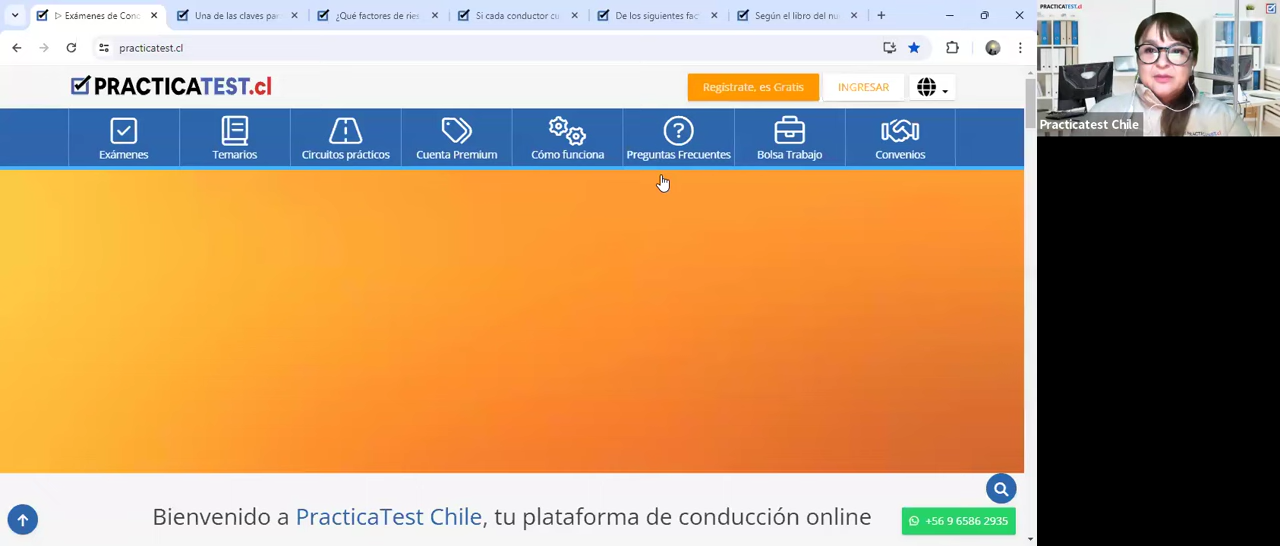 ▷ Exámenes de Cond
Una de las claves par
¿Qué factores de ries
Si cada conductor cu
De los siguientes fac
Según el libro del nu
practicatest.cl
PRACTICATEST.cl
Regístrate, es Gratis
INGRESAR
Exámenes
Temarios
Circuitos prácticos
Cuenta Premium
Cómo funciona
Preguntas Frecuentes
Bolsa Trabajo
Convenios
Bienvenido a PracticaTest Chile, tu plataforma de conducción online
+56 9 6586 2935
PRACTICATEST.cl
Practicatest Chile